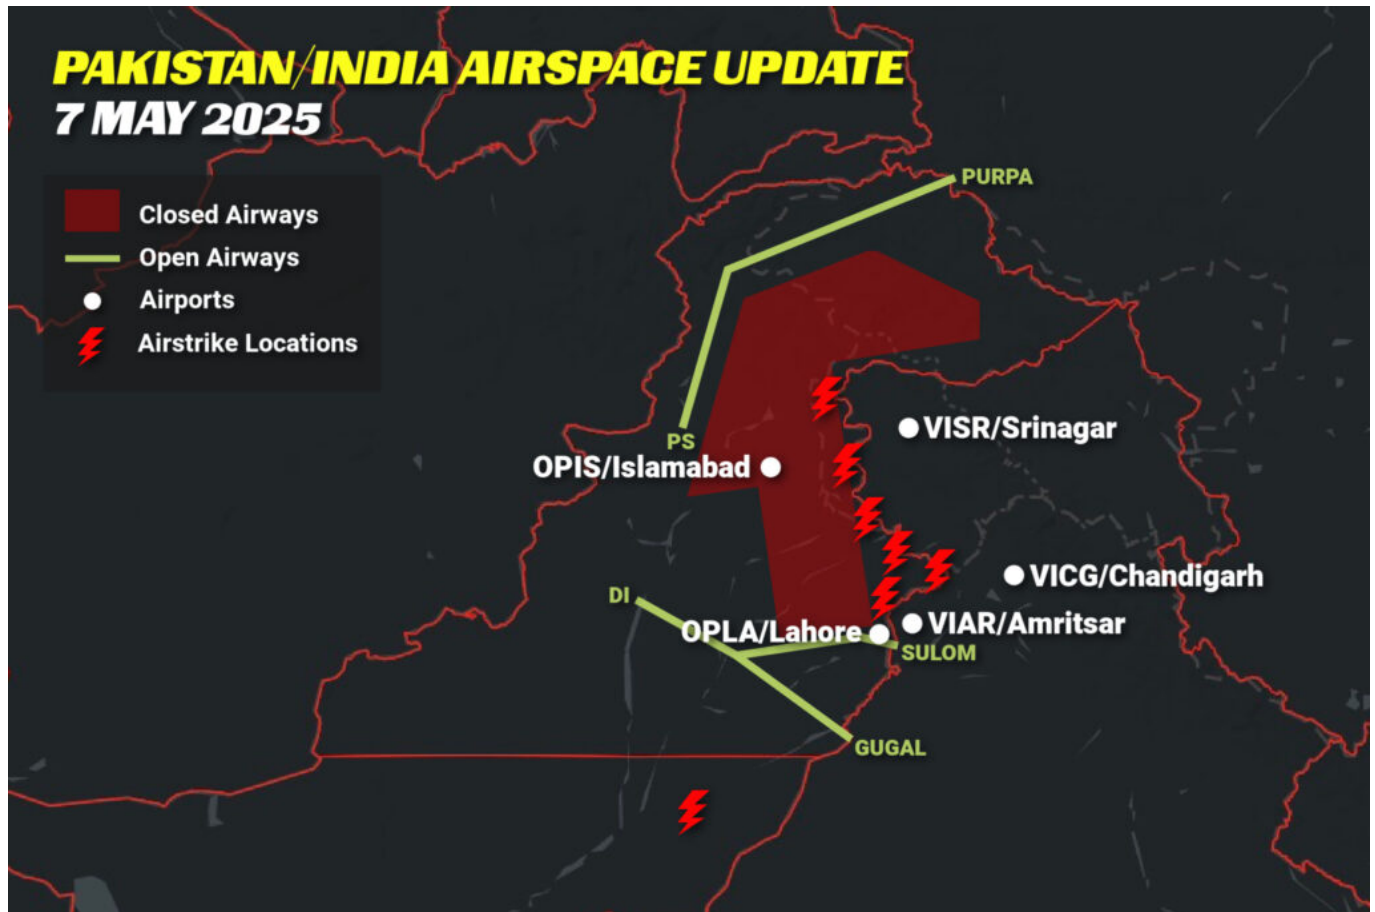 PAKISTAN/INDIA AIRSPACE UPDATE
7 MAY 2025
Closed Airways
Open Airways
Airports
Airstrike Locations
PURPA
VISR/Srinagar
PS
OPIS/Islamabad
VICG/Chandigarh
DI
OPLA/Lahore
VIAR/Amritsar
SULOM
GUGAL